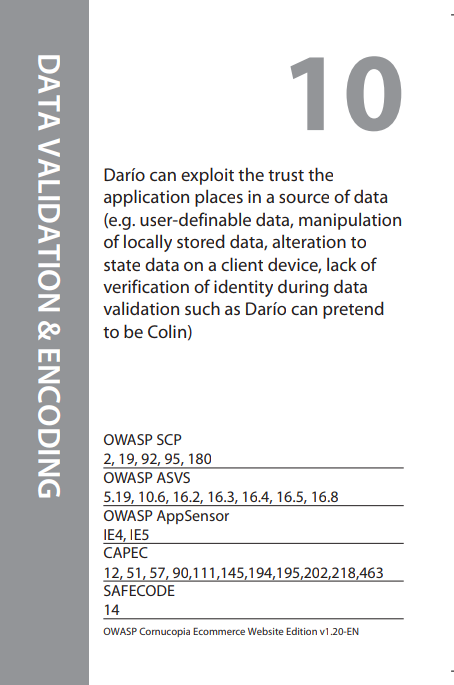 DATA VALIDATION & ENCODING
10
Darío can exploit the trust the
application places in a source of data
(e.g. user-definable data, manipulation
of locally stored data, alteration to
state data on a client device, lack of
verification of identity during data
validation such as Darío can pretend
to be Colin)
OWASP SCP
2, 19, 92, 95, 180
OWASP ASVS
5.19, 10.6, 16.2, 16.3, 16.4, 16.5, 16.8
OWASP AppSensor
IE4, IE5
CAPEC
12, 51, 57, 90,111,145,194,195,202,218,463
SAFECODE
14
OWASP Cornucopia Ecommerce Website Edition v1.20-EN